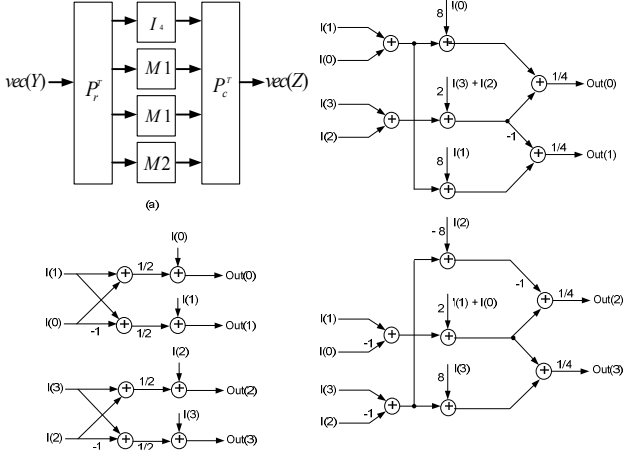 vec(Y)
P_r^T
I_4
M1
M1
M2
P_c^T
vec(Z)
(a)
I(1)
I(0)
-1
1/2
1/2
I(0)
I(1)
Out(0)
Out(1)
I(3)
I(2)
-1
1/2
1/2
I(2)
I(3)
Out(2)
Out(3)
I(1)
I(0)
I(3)
I(2)
8
I(0)
2
I(3) + I(2)
8
I(1)
-1
1/4
Out(0)
1/4
Out(1)
I(1)
-1
I(0)
I(3)
-1
I(2)
- 8
I(2)
2
'(1) + I(0)
8
I(3)
-1
1/4
Out(2)
1/4
Out(3)